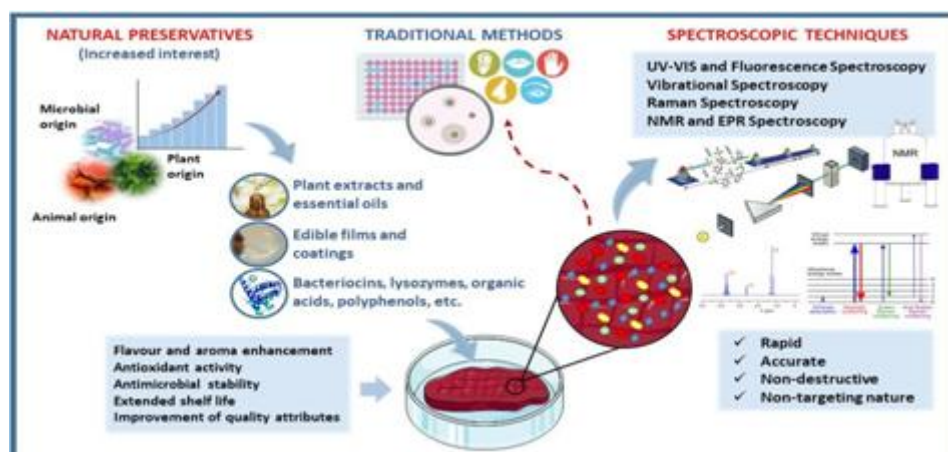 NATURAL PRESERVATIVES
(Increased interest)
Microbial
origin
Plant
origin
Animal origin
Plant extracts and
essential oils
Edible films and
coatings
Bacteriocins, lysozymes, organic
acids, polyphenols, etc.
Flavour and aroma enhancement
Antioxidant activity
Antimicrobial stability
Extended shelf life
Improvement of quality attributes
TRADITIONAL METHODS
SPECTROSCOPIC TECHNIQUES
UV-VIS and Fluorescence Spectroscopy
Vibrational Spectroscopy
Raman Spectroscopy
NMR and EPR Spectroscopy
NMR
✓ Rapid
✓ Accurate
✓ Non-destructive
✓ Non-targeting nature